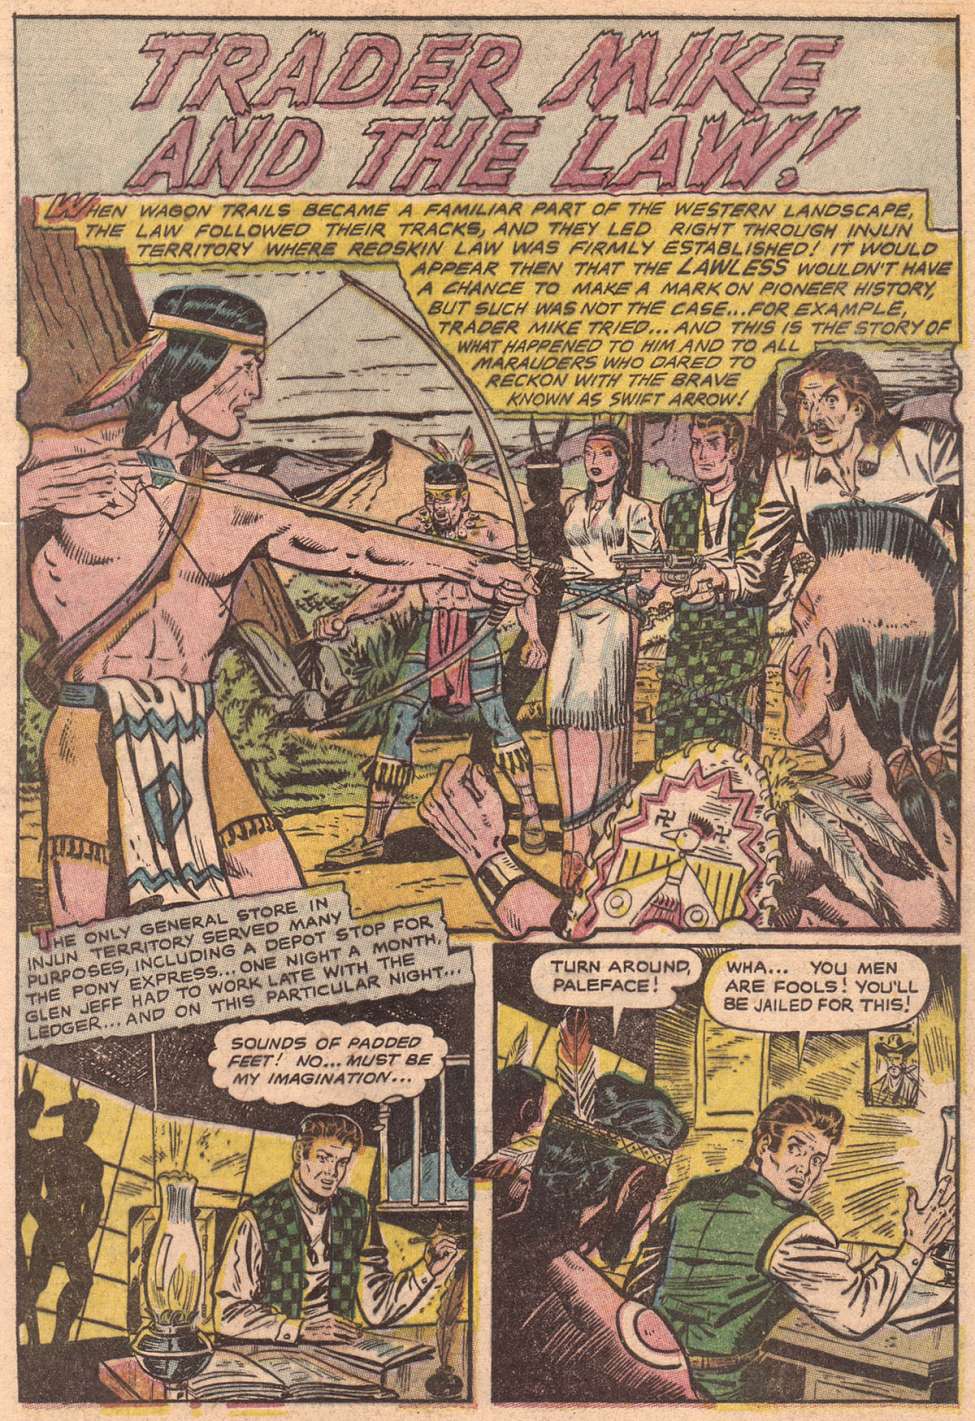 TRADER MIKE
AND THE LAW!
WHEN WAGON TRAILS BECAME A FAMILIAR PART OF THE WESTERN LANDSCAPE,
THE LAW FOLLOWED THEIR TRACKS, AND THEY LED RIGHT THROUGH INJUN
TERRITORY WHERE REDSKIN LAW WAS FIRMLY ESTABLISHED! IT WOULD
APPEAR THEN THAT THE LAWLESS WOULDN'T HAVE
A CHANCE TO MAKE A MARK ON PIONEER HISTORY,
BUT SUCH WAS NOT THE CASE...FOR EXAMPLE,
TRADER MIKE TRIED...AND THIS IS THE STORY OF
WHAT HAPPENED TO HIM AND TO ALL
MARAUDERS WHO DARED TO
RECKON WITH THE BRAVE
KNOWN AS SWIFT ARROW!
THE ONLY GENERAL STORE IN
INJUN TERRITORY SERVED MANY
PURPOSES, INCLUDING A DEPOT STOP FOR
THE PONY EXPRESS...ONE NIGHT A MONTH,
GLEN JEFF HAD TO WORK LATE WITH THE
LEDGER...AND ON THIS PARTICULAR NIGHT...
SOUNDS OF PADDED
FEET! NO...MUST BE
MY IMAGINATION...
TURN AROUND,
PALEFACE!
WHA... YOU MEN
ARE FOOLS! YOU'LL
BE JAILED FOR THIS!